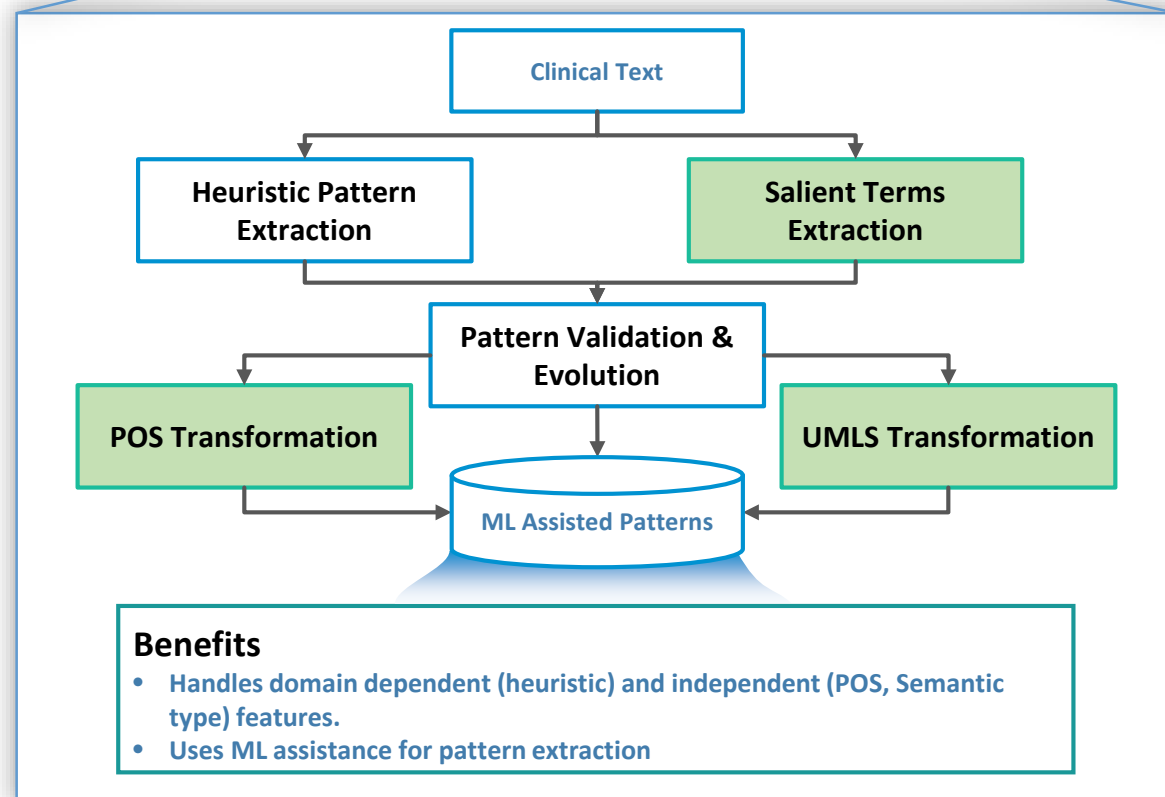 Clinical Text
Heuristic Pattern
Extraction
Salient Terms
Extraction
Pattern Validation &
Evolution
POS Transformation
UMLS Transformation
ML Assisted Patterns
Benefits
• Handles domain dependent (heuristic) and independent (POS, Semantic
type) features.
• Uses ML assistance for pattern extraction